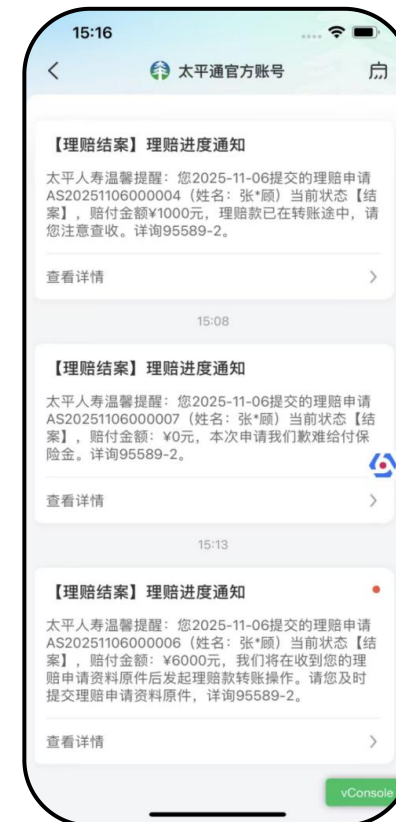 15:16
太平通官方账号
【理赔结案】理赔进度通知
太平人寿温馨提醒：您2025-11-06提交的理赔申请
AS20251106000004（姓名：张*顾）当前状态【结
案】，赔付金额¥1000元，理赔款已在转账途中，请
您注意查收。详询95589-2。
查看详情
15:08
【理赔结案】理赔进度通知
太平人寿温馨提醒：您2025-11-06提交的理赔申请
AS20251106000007（姓名：张*顾）当前状态【结
案】，赔付金额：¥0元，本次申请我们歉难给付保
险金。详询95589-2。
查看详情
15:13
【理赔结案】理赔进度通知
太平人寿温馨提醒：您2025-11-06提交的理赔申请
AS20251106000006（姓名：张*顾）当前状态【结
案】，赔付金额：¥6000元，我们将在收到您的理
赔申请资料原件后发起理赔款转账操作。请您及时
提交理赔申请资料原件，详询95589-2。
查看详情
vConsole